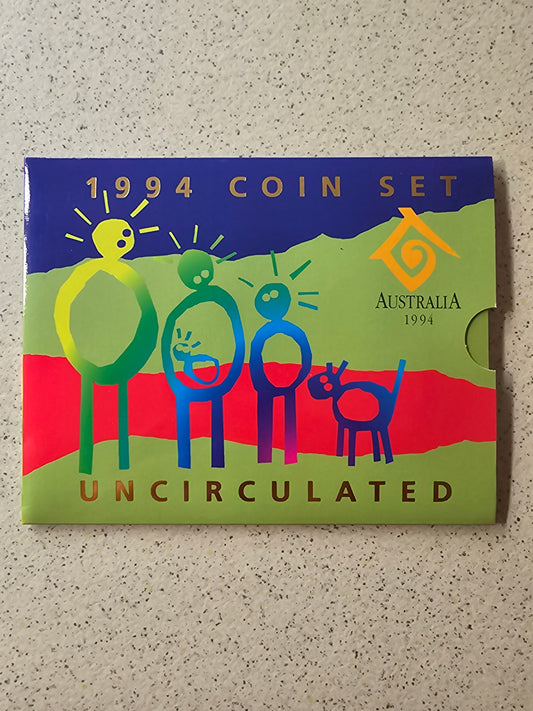 1994 COIN SET
AUSTRALIA
1994
UNCIRCULATED